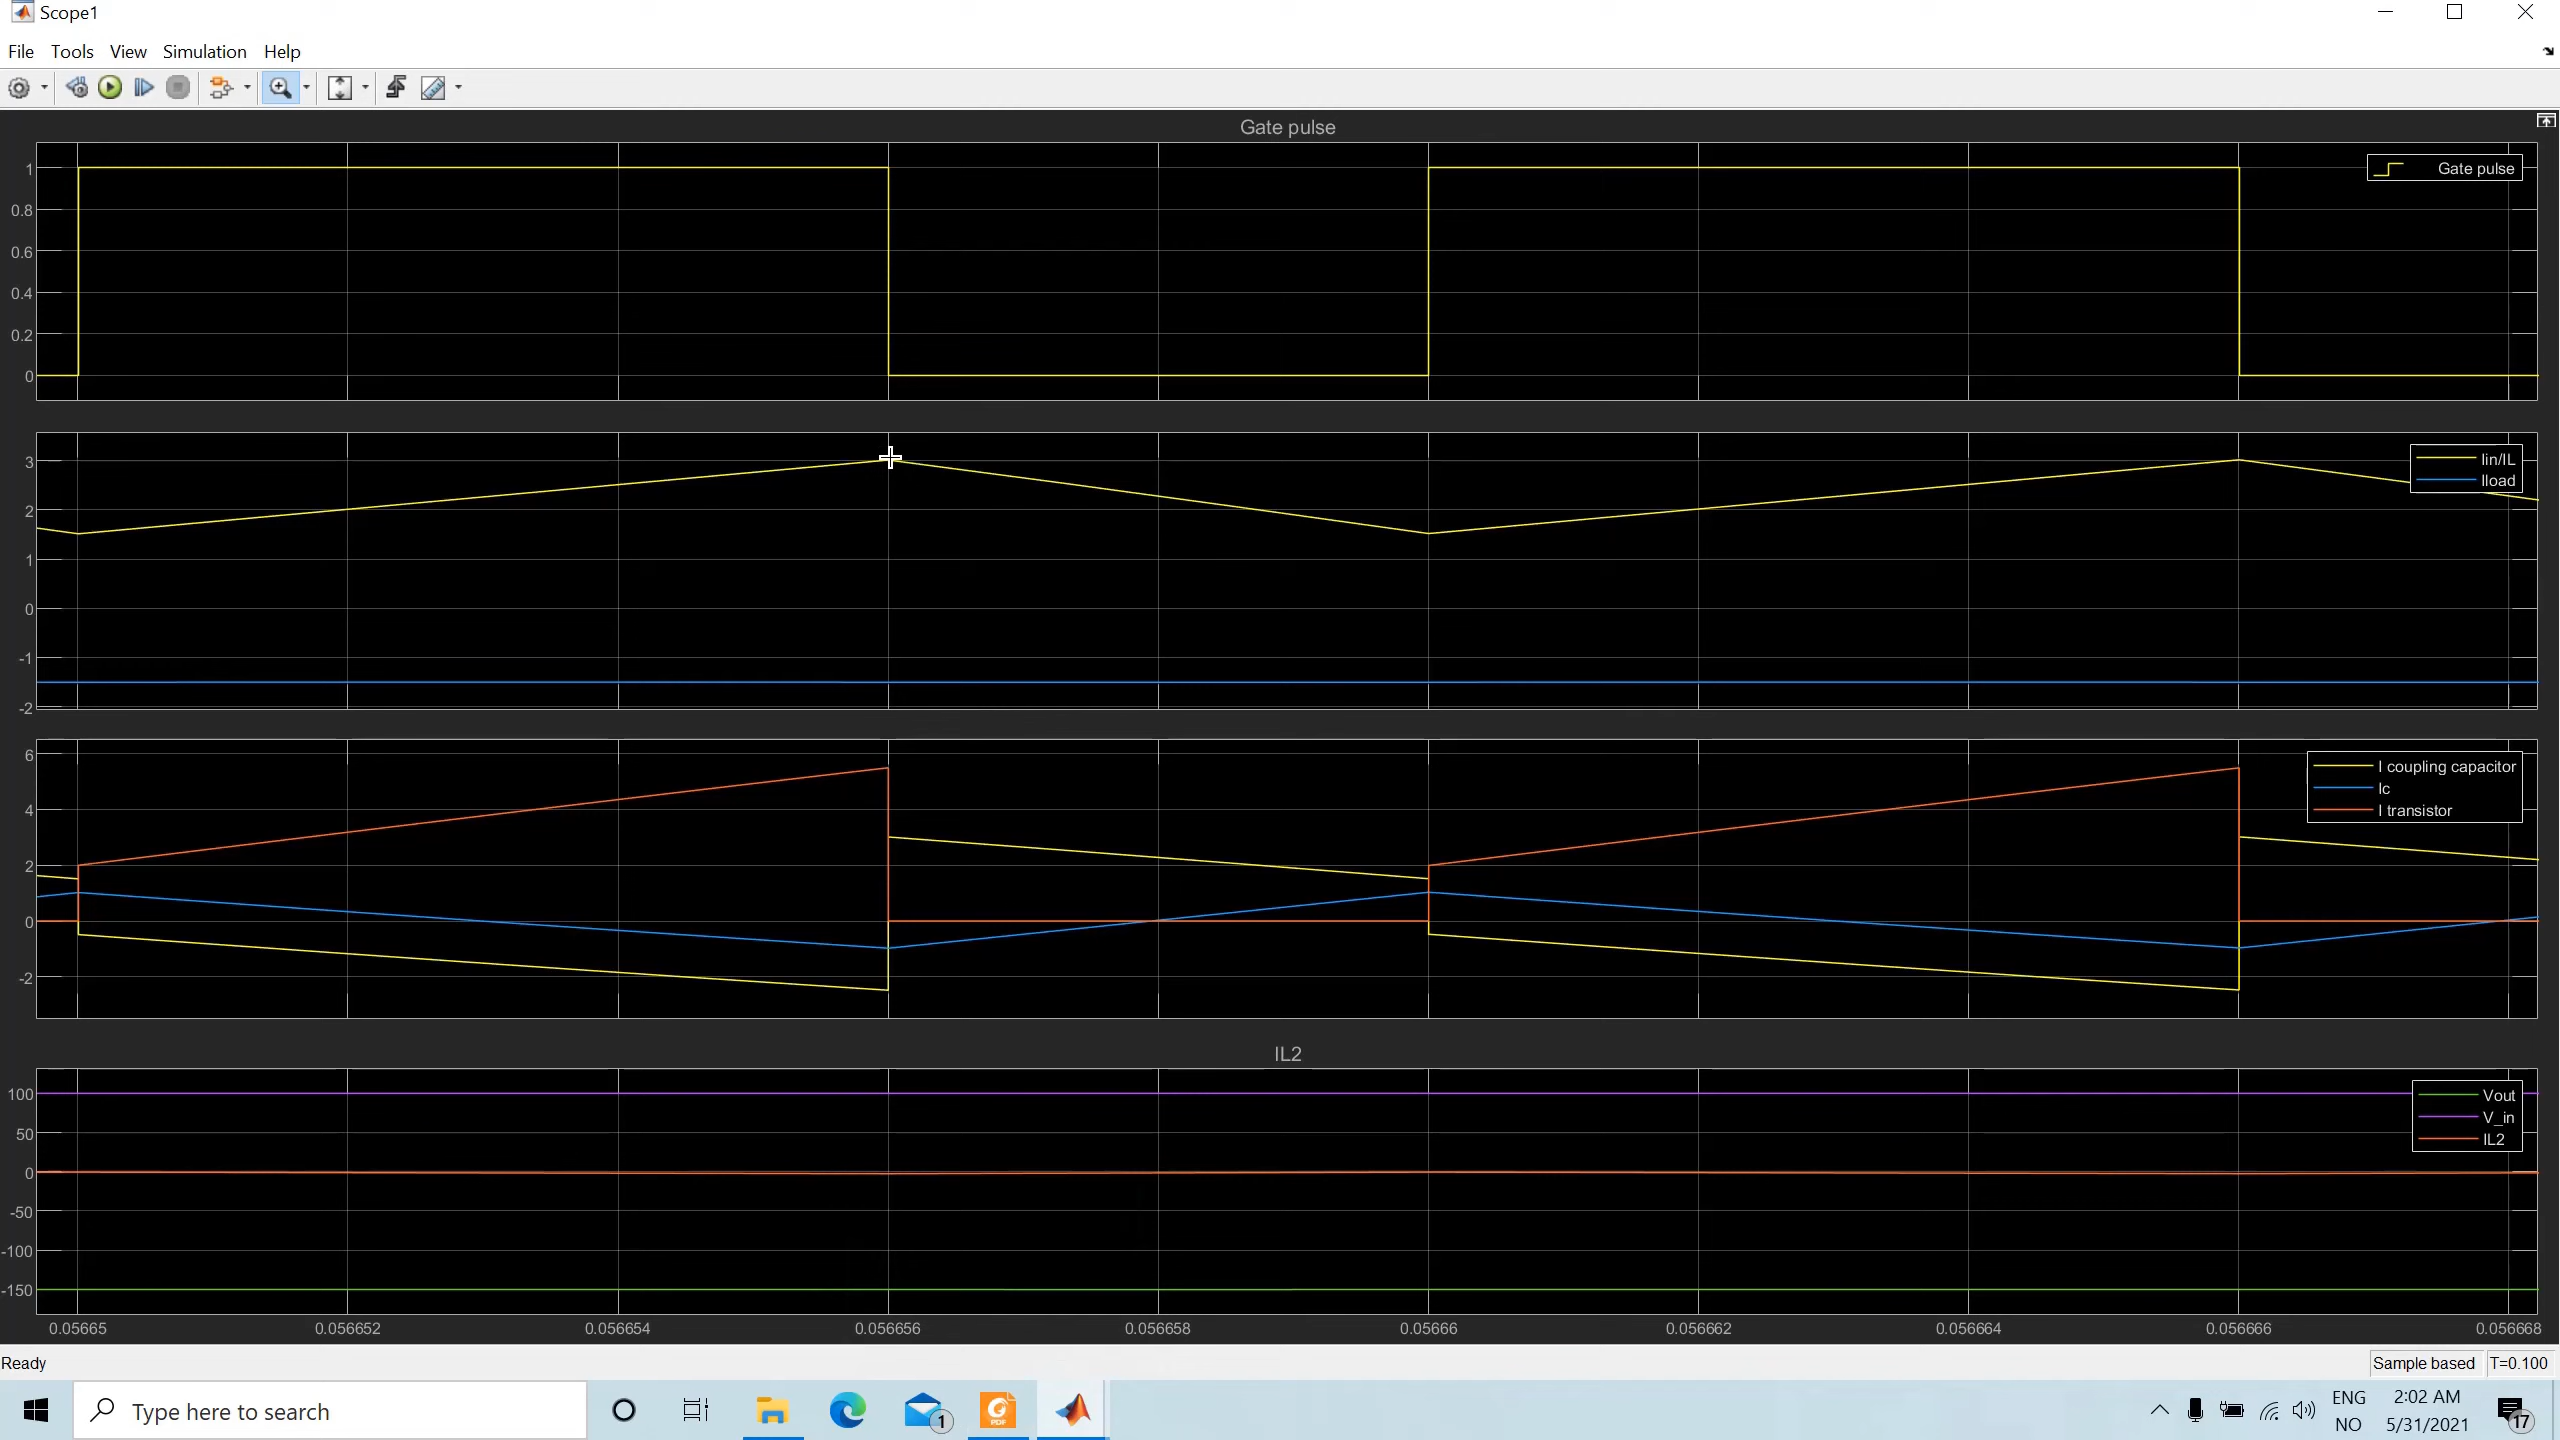 Scope1
File Tools View Simulation Help
Gate pulse
1
0.8
0.6
0.4
0.2
0
Gate pulse
3
2
1
0
-1
-2
Iin/IL
Iload
6
4
2
0
-2
I coupling capacitor
Ic
I transistor
IL2
100
50
0
-50
-100
-150
Vout
V_in
IL2
0.05665 0.056652 0.056654 0.056656 0.056658 0.05666 0.056662 0.056664 0.056666 0.056668
Ready
Sample based T=0.100
Type here to search
1
PDF
ENG
NO
2:02 AM
5/31/2021
17